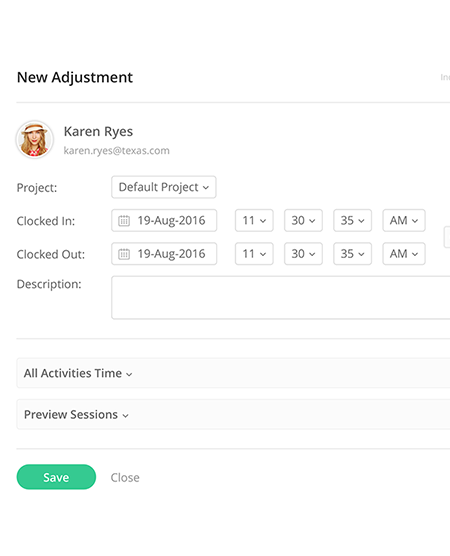 New Adjustment
Karen Ryes
karen.ryes@texas.com
Project: Default Project
Clocked In: 19-Aug-2016 11 30 35 AM
Clocked Out: 19-Aug-2016 11 30 35 AM
Description:
All Activities Time
Preview Sessions
Save Close